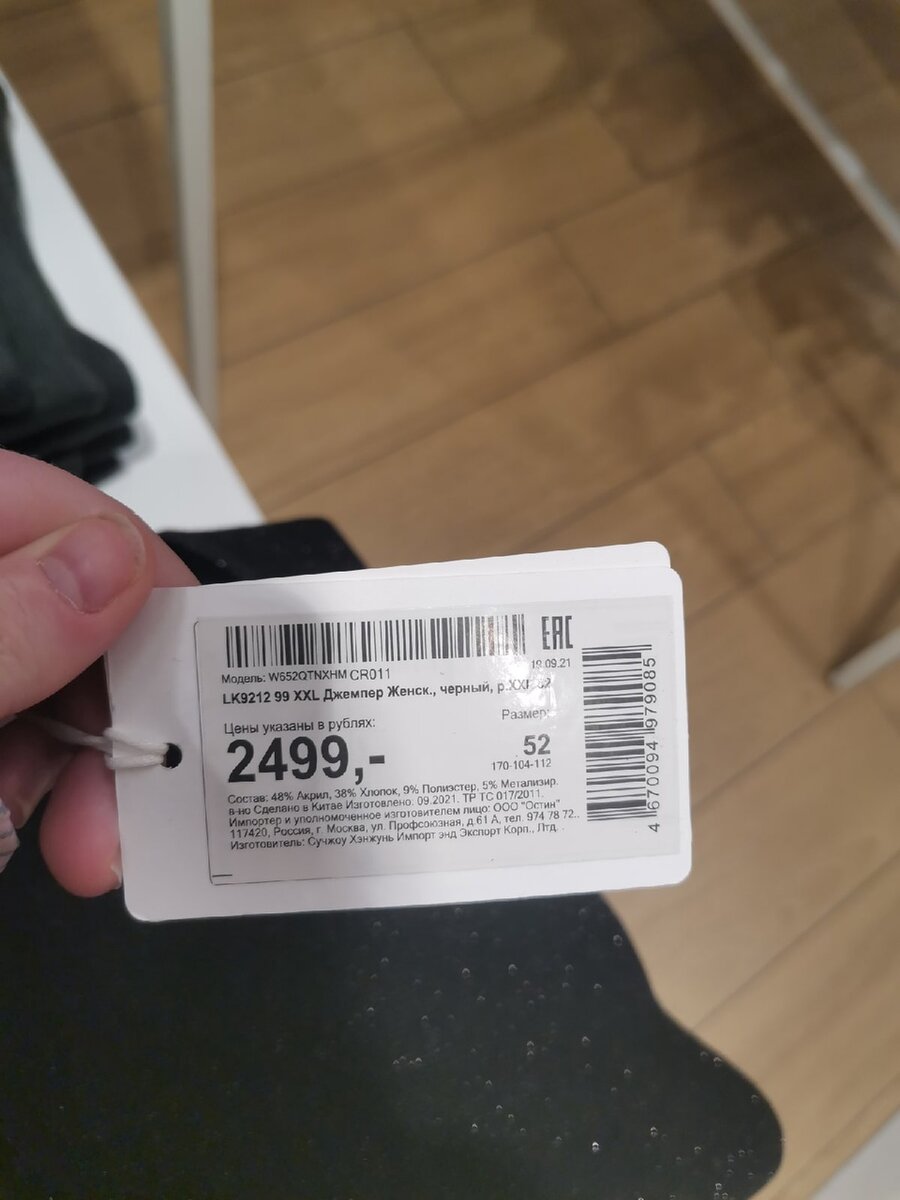 EAC
Модель: W652QTNXHM CR011
19.09.21
LK9212 99 XXL Джемпер Женск., черный,
Цены указаны в рублях:
Размер:
2499,-
52
170-104-112
Состав: 48% Акрил, 38% Хлопок, 9% Полиэстер, 5% Метализир.
в-но Сделано в Китае Изготовлено: 09.2021. ТР ТС 017/2011.
Импортер и уполномоченное изготовителем лицо: ООО "Остин"
117420, Россия, г. Москва, ул. Профсоюзная, д.61 А, тел. 974 78 72..
Изготовитель: Сучжоу Хэнжунь Импорт энд Экспорт Корп., Лтд.
4 670094 979085